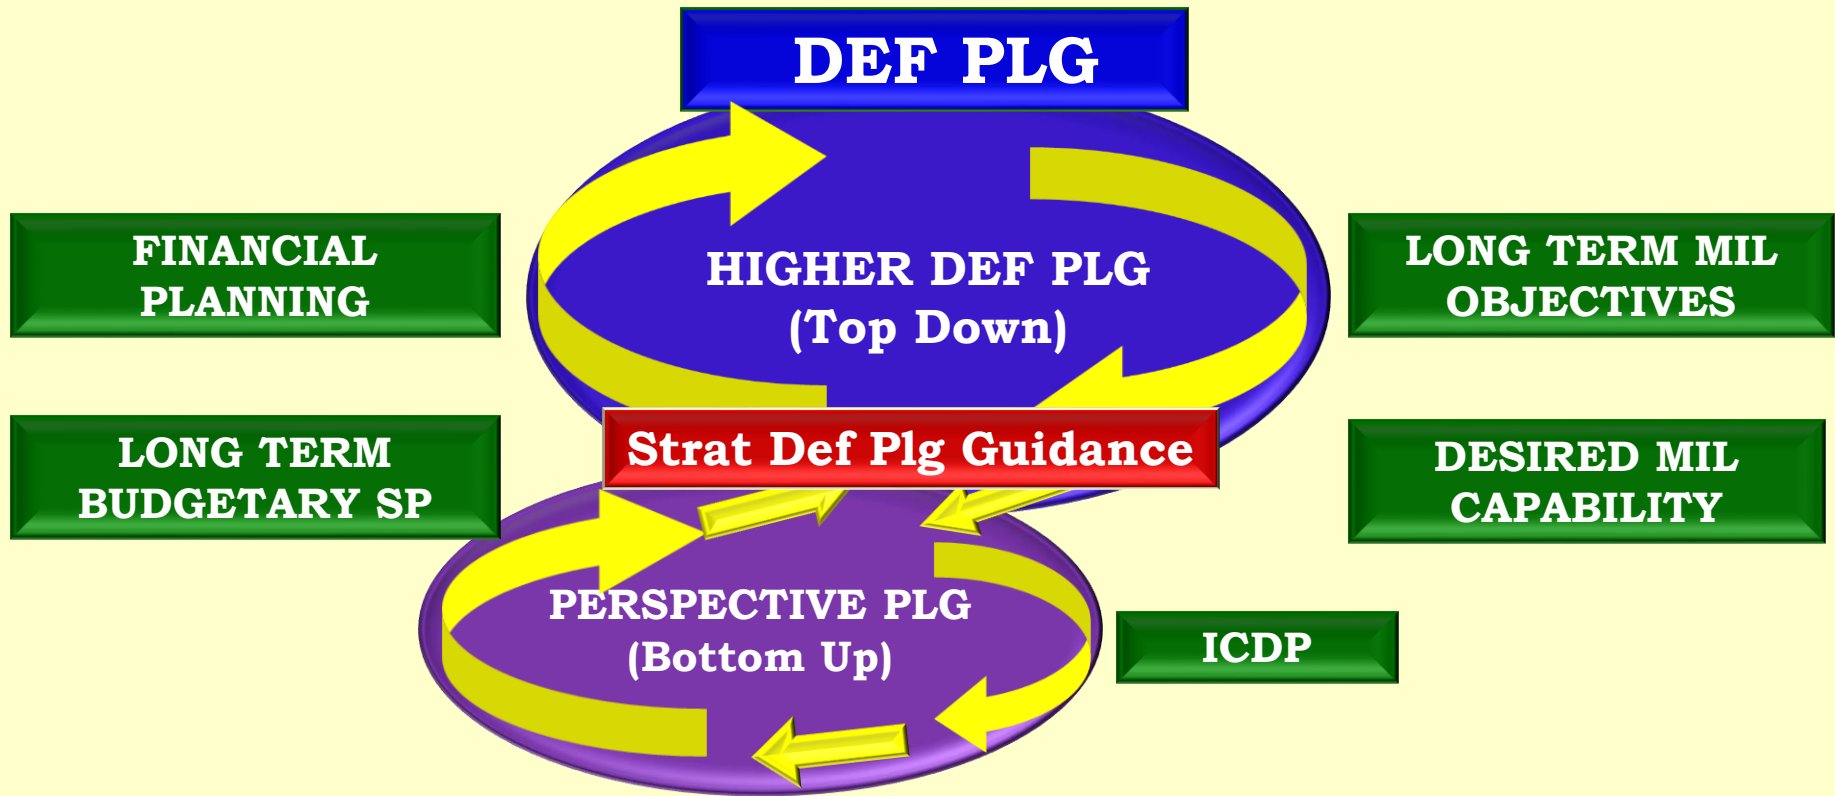 DEF PLG
FINANCIAL
PLANNING
HIGHER DEF PLG
(Top Down)
LONG TERM MIL
OBJECTIVES
LONG TERM
BUDGETARY SP
Strat Def Plg Guidance
DESIRED MIL
CAPABILITY
PERSPECTIVE PLG
(Bottom Up)
ICDP